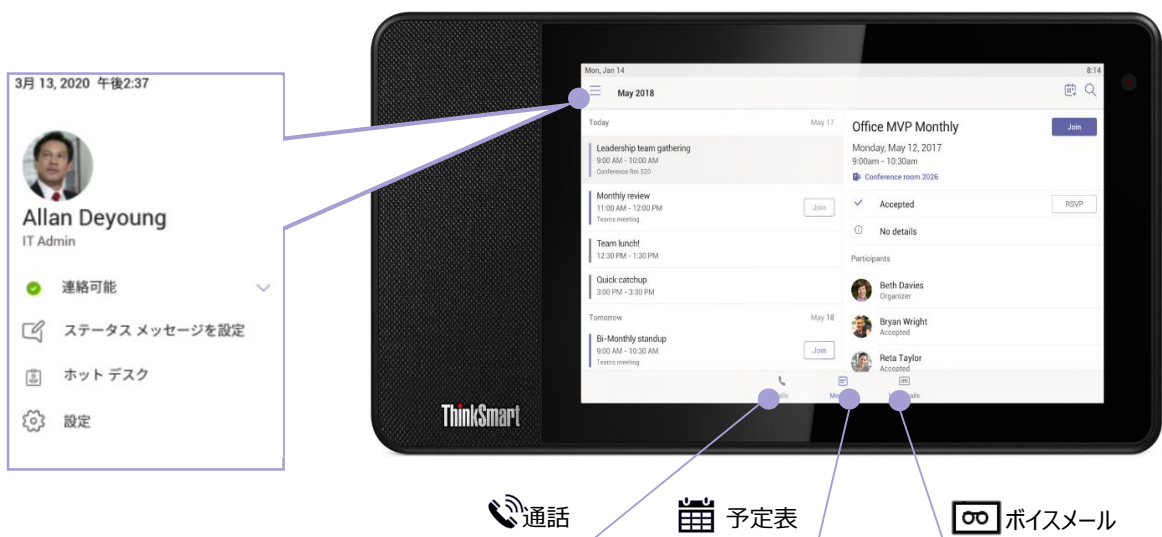 3月 13, 2020 午後2:37
Allan Deyoung
IT Admin
連絡可能
ステータス メッセージを設定
ホット デスク
設定
Mon, Jan 14
8:14
May 2018
Today
May 17
Leadership team gathering
9:00 AM - 10:00 AM
Conference Rm 520
Monthly review
11:00 AM - 12:00 PM
Teams meeting
Join
Team lunch!
12:30 PM - 1:30 PM
Quick catchup
3:00 PM - 3:30 PM
Tomorrow
May 18
Bi-Monthly standup
9:00 AM - 10:30 AM
Teams meeting
Join
Office MVP Monthly
Join
Monday, May 12, 2017
9:00am - 10:30am
Conference room 2026
Accepted
RSVP
No details
Participants
Beth Davies
Organizer
Bryan Wright
Accepted
Reta Taylor
Accepted
ThinkSmart
通話
予定表
ボイスメール